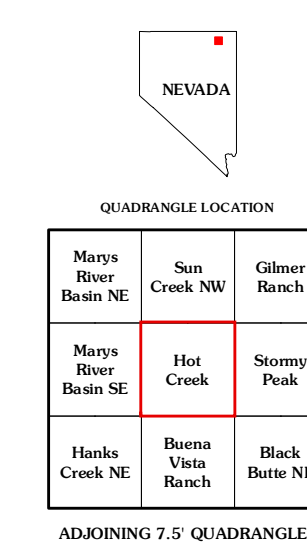 NEVADA
QUADRANGLE LOCATION
Marys
River
Basin NE
Sun
Creek NW
Gilmer
Ranch
Marys
River
Basin SE
Hot
Creek
Stormy
Peak
Hanks
Creek NE
Buena
Vista
Ranch
Black
Butte
ADJOINING 7.5' QUADRANGLE